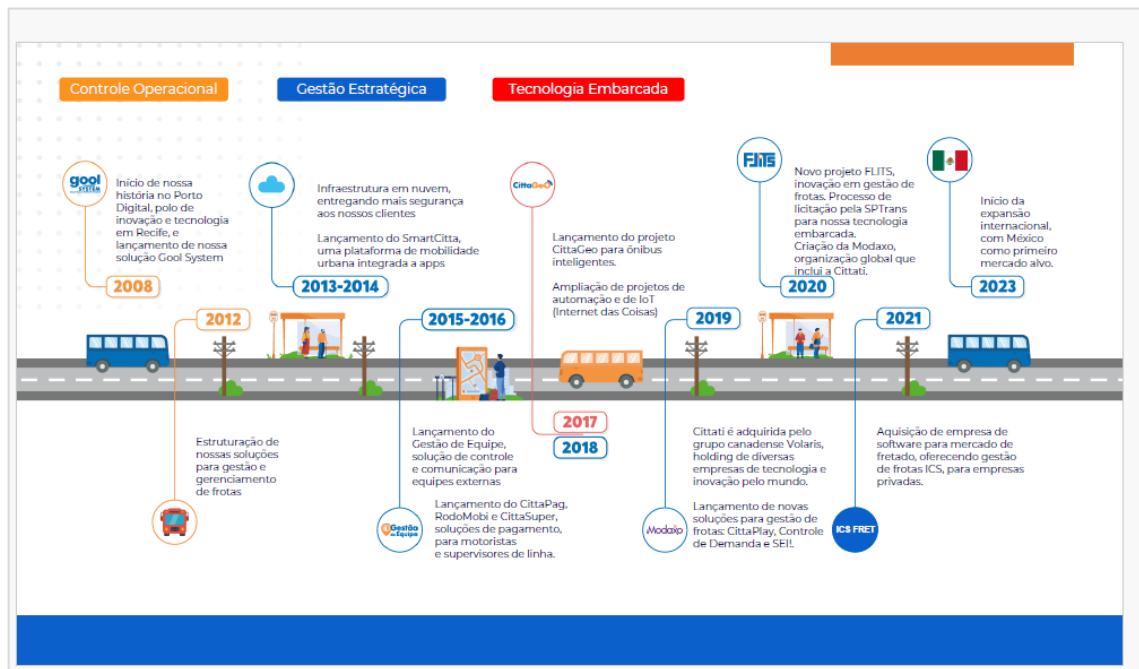 Controle Operacional
Gestão Estratégica
Tecnologia Embarcada
gool
SYSTEM
Início de nossa
história no Porto
Digital, polo de
inovação e tecnologia
em Recife, e
lançamento de nossa
solução Gool System
2008
2012
Estruturação de
nossas soluções
para gestão e
gerenciamento
de frotas
Infraestrutura em nuvem,
entregando mais segurança
aos nossos clientes
Lançamento do SmartCitta,
uma plataforma de mobilidade
urbana integrada a apps
2013-2014
2015-2016
Lançamento do
Gestão de Equipe,
solução de controle
e comunicação para
equipes externas
Lançamento do CittaPag,
RodoMobi e CittaSuper,
soluções de pagamento,
para motoristas
e supervisores de linha.
Gestão
de Equipe
CittaGeo
Lançamento do projeto
CittaGeo para ônibus
inteligentes.
Ampliação de projetos de
automação e de IoT
(Internet das Coisas)
2017
2018
2019
Cittati é adquirida pelo
grupo canadense Volaris,
holding de diversas
empresas de tecnologia e
inovação pelo mundo.
Lançamento de novas
soluções para gestão de
frotas: CittaPlay, Controle
de Demanda e SEI!.
Modaxo
FLITS
Novo projeto FLITS,
inovação em gestão de
frotas. Processo de
licitação pela SPTrans
para nossa tecnologia
embarcada.
Criação da Modaxo,
organização global que
inclui a Cittati.
2020
2021
Aquisição de empresa de
software para mercado de
fretado, oferecendo gestão
de frotas ICS, para empresas
privadas.
ICS FRET
Início da
expansão
internacional,
com México
como primeiro
mercado alvo.
2023